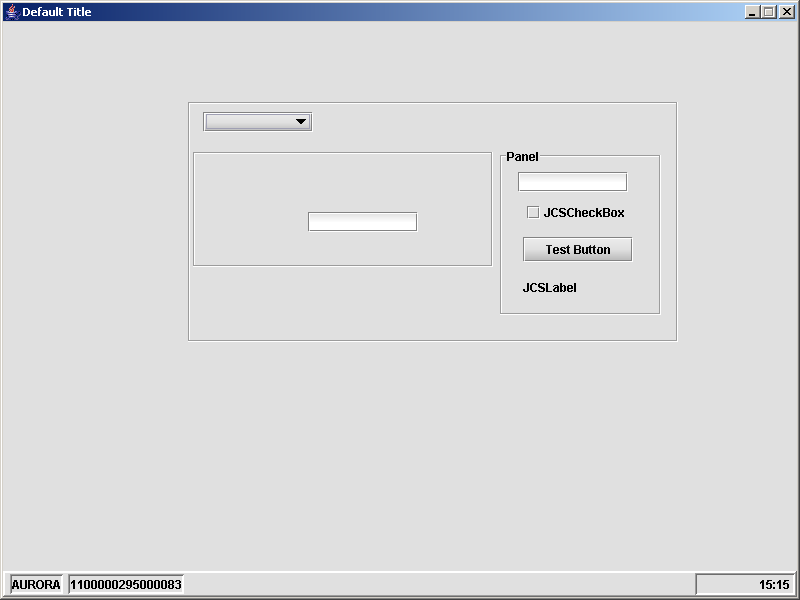 Default Title
Panel
JCSCheckBox
Test Button
JCSLabel
AURORA 1100000295000083 15:15